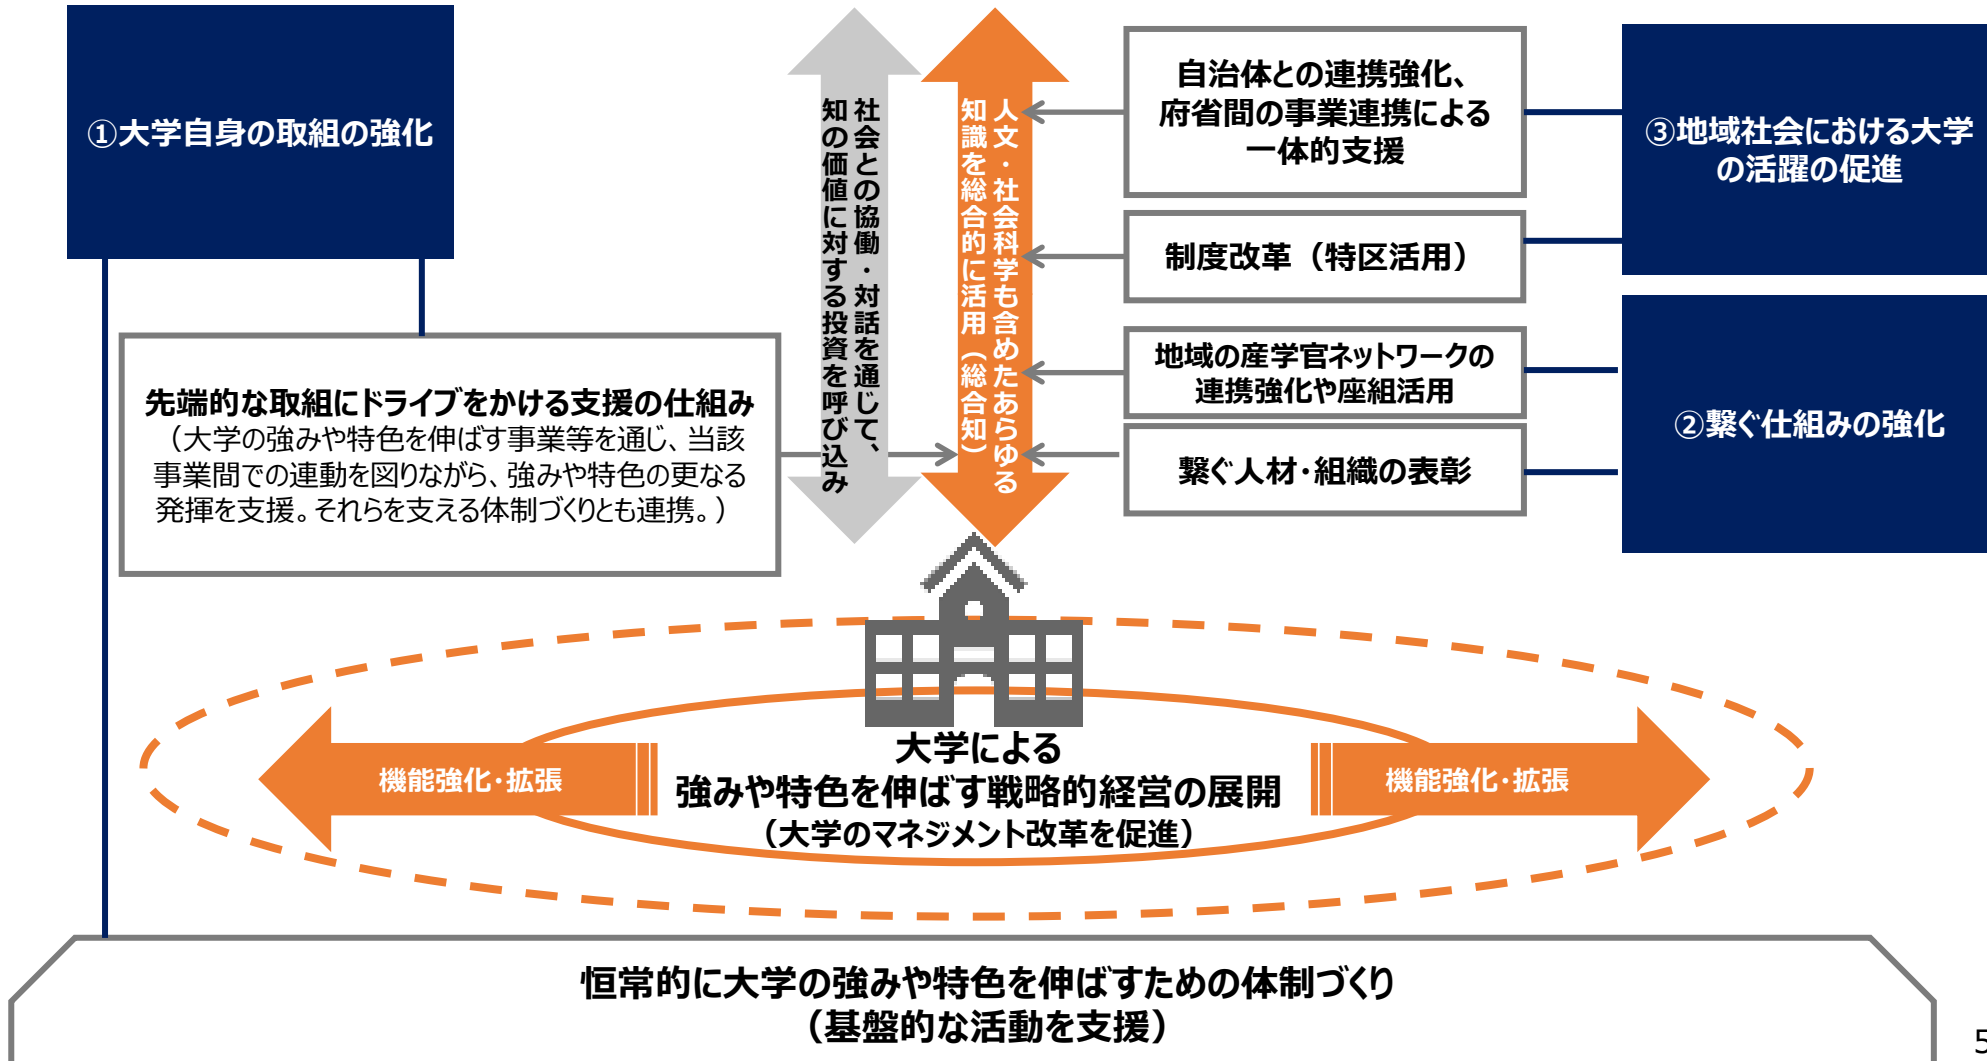 ①大学自身の取組の強化
先端的な取組にドライブをかける支援の仕組み
（大学の強みや特色を伸ばす事業等を通じ、当該
事業間での連動を図りながら、強みや特色の更なる
発揮を支援。それらを支える体制づくりとも連携。）
社会との協働・対話を通じて、
知の価値に対する投資を呼び込み
人文・社会科学も含めたあらゆる
知識を総合的に活用（総合知）
自治体との連携強化、
府省間の事業連携による
一体的支援
制度改革（特区活用）
地域の産学官ネットワークの
連携強化や座組活用
繋ぐ人材・組織の表彰
③地域社会における大学
の活躍の促進
②繋ぐ仕組みの強化
機能強化・拡張
大学による
強みや特色を伸ばす戦略的経営の展開
（大学のマネジメント改革を促進）
機能強化・拡張
恒常的に大学の強みや特色を伸ばすための体制づくり
（基盤的な活動を支援）
5